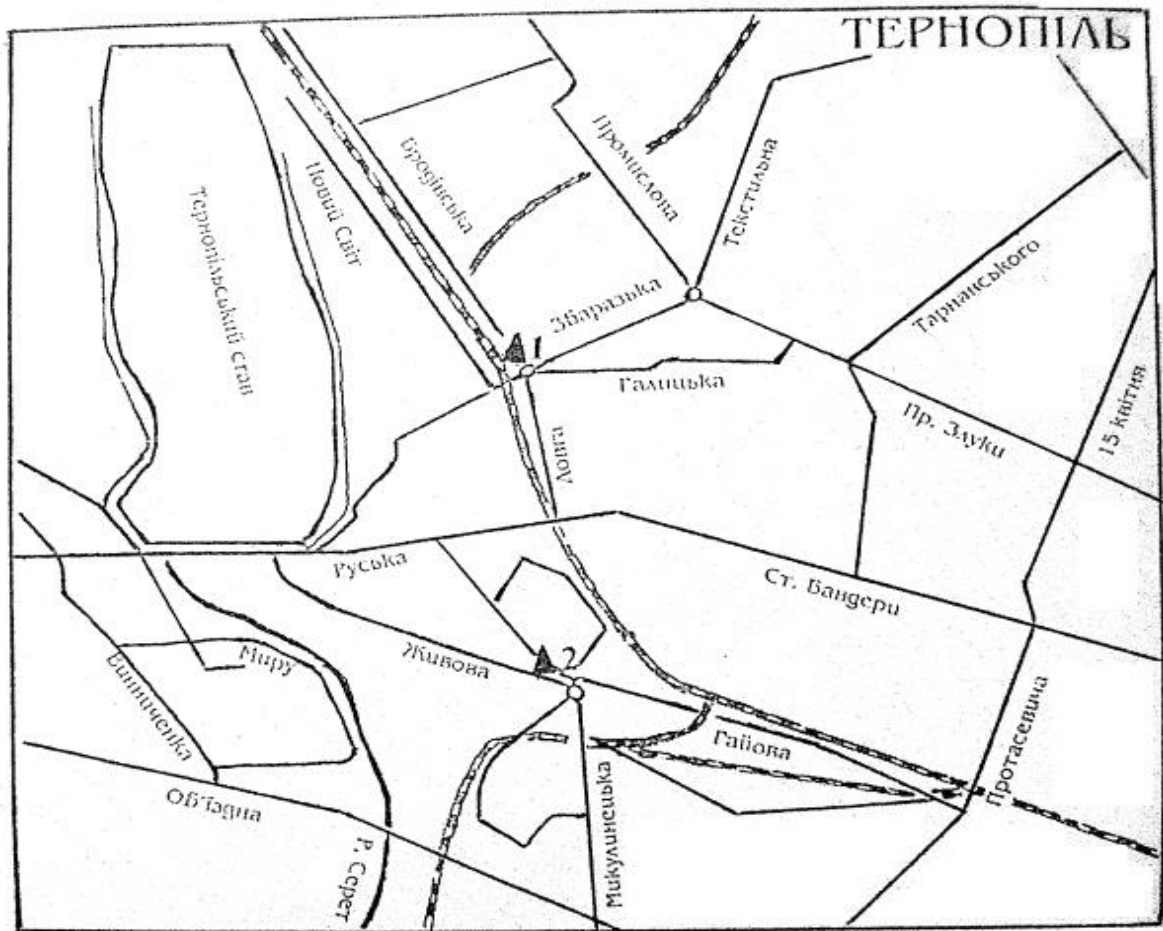 ТЕРНОПІЛЬ
Бродівська
Промислова
Текстильна
Новий Світ
Тернопільський став
Збаразька
Тарнавського
1
Галицька
15 квітня
Пр. Злуки
Руська
Ст. Бандери
Живова
2
Миру
Винниченка
Гайова
Протасевича
Об'їздна
Микулинецька
Р. Серет